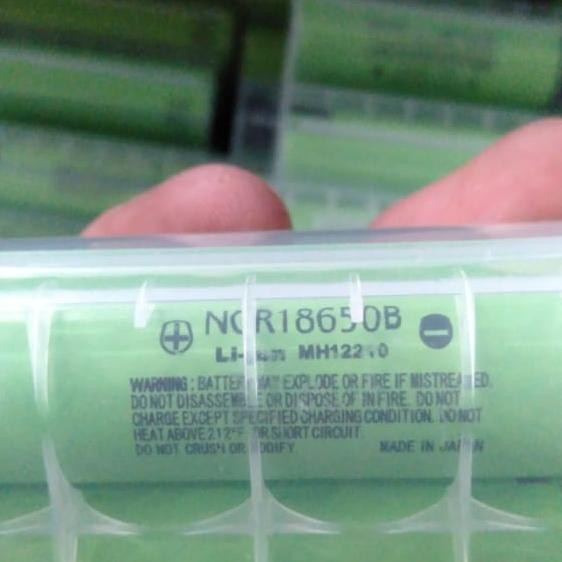 NCR18650B
MH12210
WARNING : BATTERY MAY EXPLODE OR FIRE IF MISTREATED.
DO NOT DISASSEMBLE OR DISPOSE OF IN FIRE. DO NOT
CHARGE EXCEPT SPECIFIED CHARGING CONDITION. DO NOT
HEAT ABOVE 212°F OR SHORT CIRCUIT.
DO NOT CRUSH OR MODIFY. MADE IN JAPAN